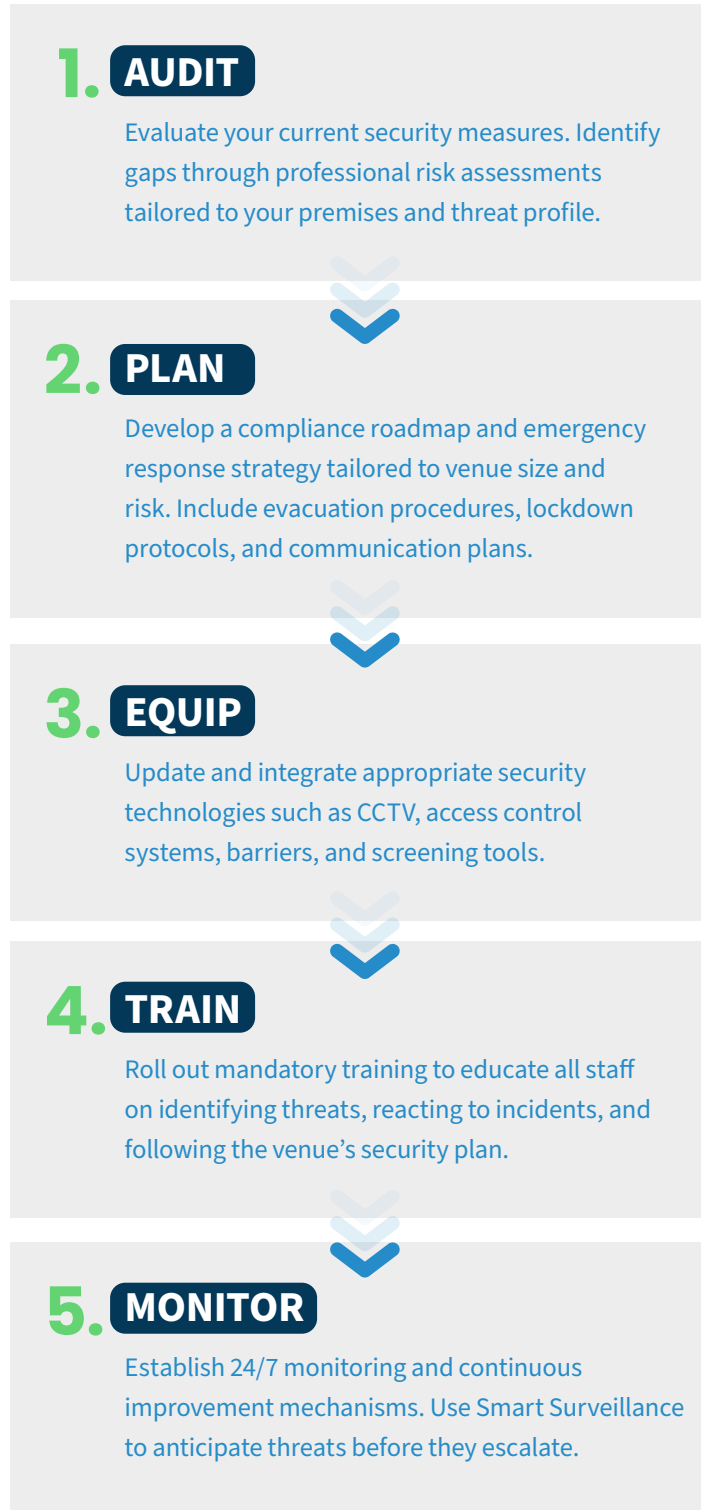 1. AUDIT
Evaluate your current security measures. Identify
gaps through professional risk assessments
tailored to your premises and threat profile.
2. PLAN
Develop a compliance roadmap and emergency
response strategy tailored to venue size and
risk. Include evacuation procedures, lockdown
protocols, and communication plans.
3. EQUIP
Update and integrate appropriate security
technologies such as CCTV, access control
systems, barriers, and screening tools.
4. TRAIN
Roll out mandatory training to educate all staff
on identifying threats, reacting to incidents, and
following the venue’s security plan.
5. MONITOR
Establish 24/7 monitoring and continuous
improvement mechanisms. Use Smart Surveillance
to anticipate threats before they escalate.